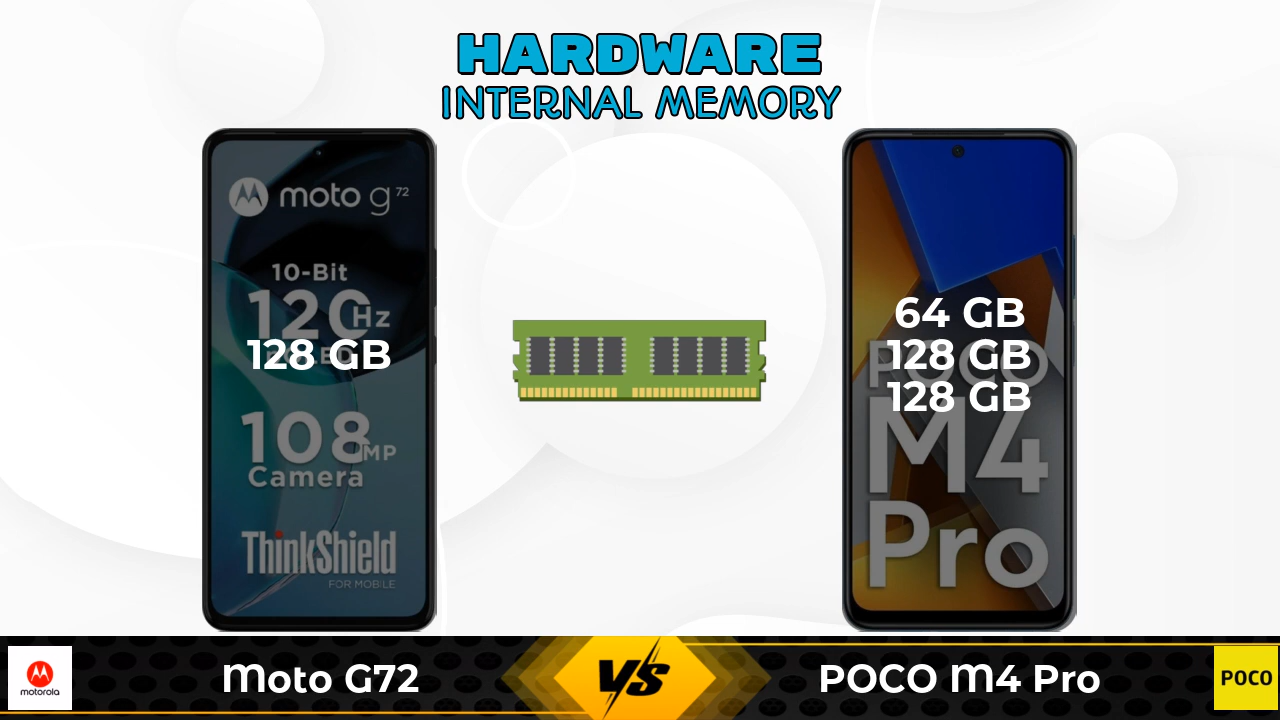 HARDWARE
INTERNAL MEMORY
moto g72
10-Bit
120Hz
128 GB
108MP
Camera
ThinkShield
FOR MOBILE
64 GB
128 GB
128 GB
POCO
M4
Pro
motorola
Moto G72
VS
POCO M4 Pro
POCO